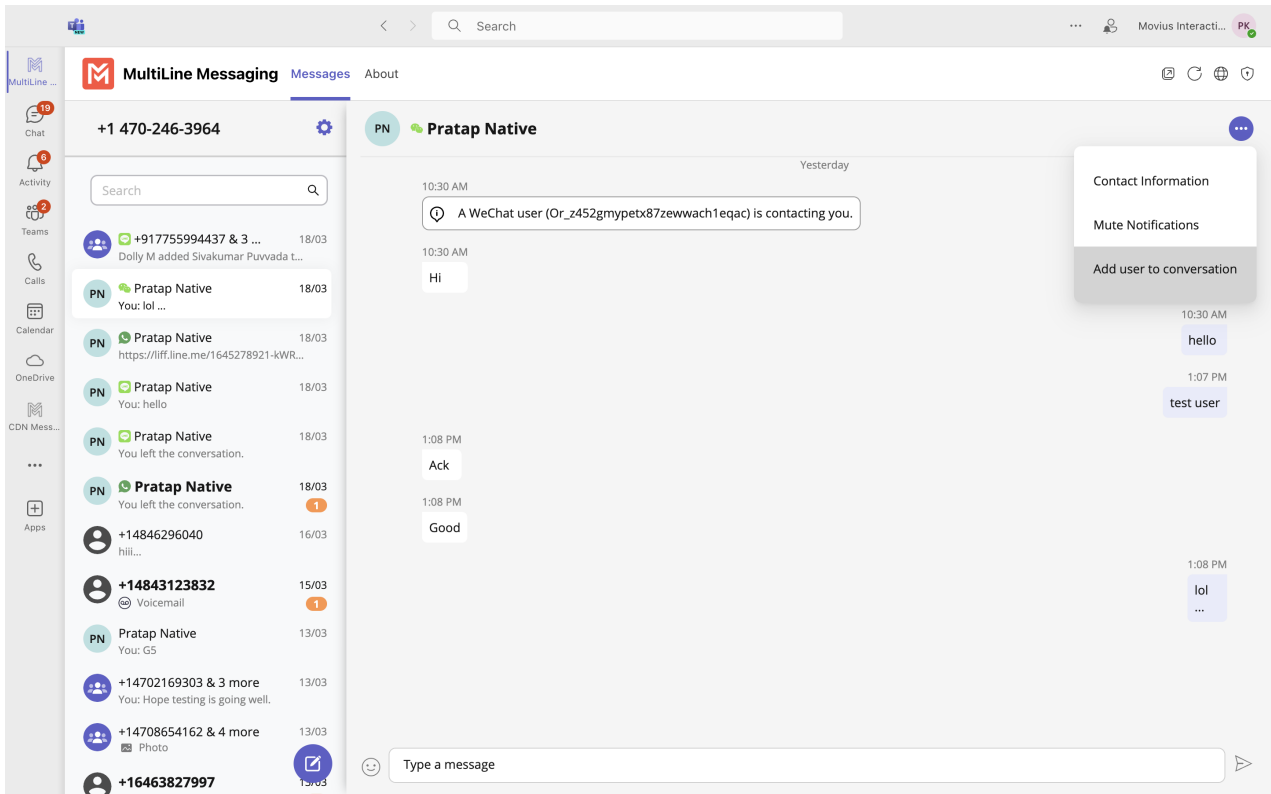 NEW
Search
Movius Interacti...
PK
MultiLine ...
19
Chat
6
Activity
2
Teams
Calls
Calendar
OneDrive
CDN Mess...
Apps
MultiLine Messaging
Messages
About
+1 470-246-3964
Search
+917755994437 & 3 ...
18/03
Dolly M added Sivakumar Puvvada t...
PN
Pratap Native
18/03
You: lol ...
PN
Pratap Native
18/03
https://liff.line.me/1645278921-kWR...
PN
Pratap Native
18/03
You: hello
PN
Pratap Native
18/03
You left the conversation.
PN
Pratap Native
18/03
You left the conversation.
1
+14846296040
16/03
hiii...
+14843123832
15/03
Voicemail
1
PN
Pratap Native
13/03
You: G5
+14702169303 & 3 more
13/03
You: Hope testing is going well.
+14708654162 & 4 more
13/03
Photo
+16463827997
13/03
PN
Pratap Native
Yesterday
10:30 AM
A WeChat user (Or_z452gmypetx87zewwach1eqac) is contacting you.
10:30 AM
Hi
10:30 AM
hello
1:07 PM
test user
1:08 PM
Ack
1:08 PM
Good
1:08 PM
lol
...
Contact Information
Mute Notifications
Add user to conversation
Type a message